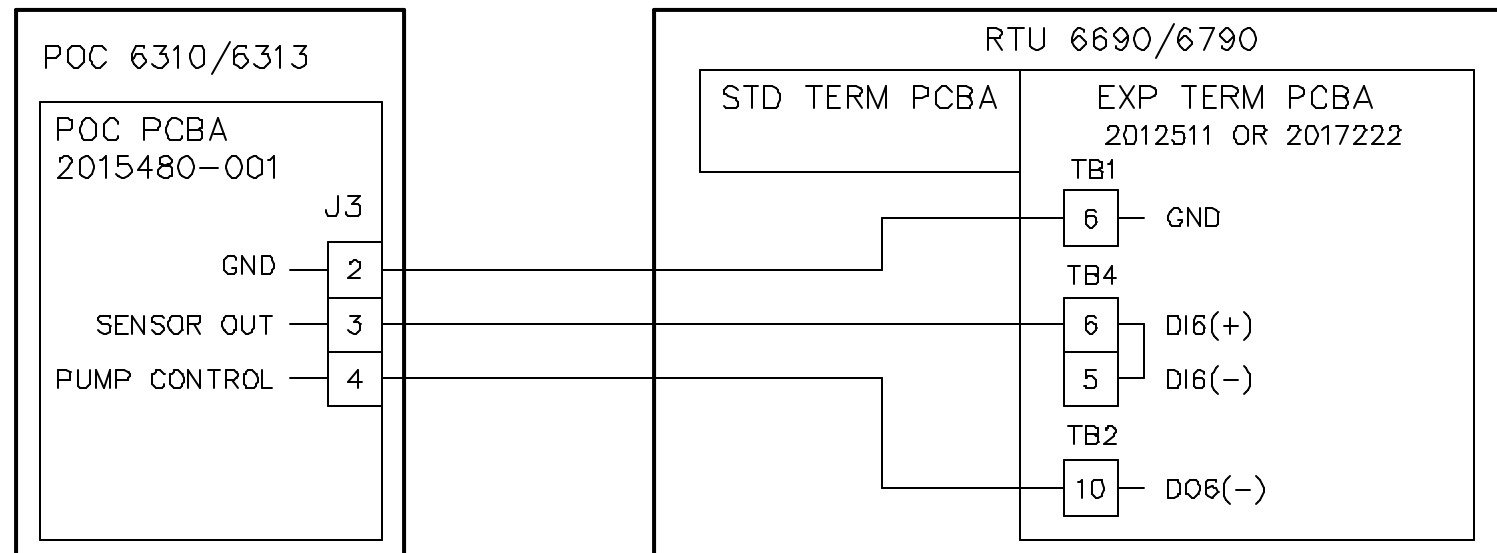 POC 6310/6313
POC PCBA
2015480-001
J3
GND 2
SENSOR OUT 3
PUMP CONTROL 4
RTU 6690/6790
STD TERM PCBA
EXP TERM PCBA
2012511 OR 2017222
TB1
6 GND
TB4
6 DI6(+)
5 DI6(-)
TB2
10 DO6(-)